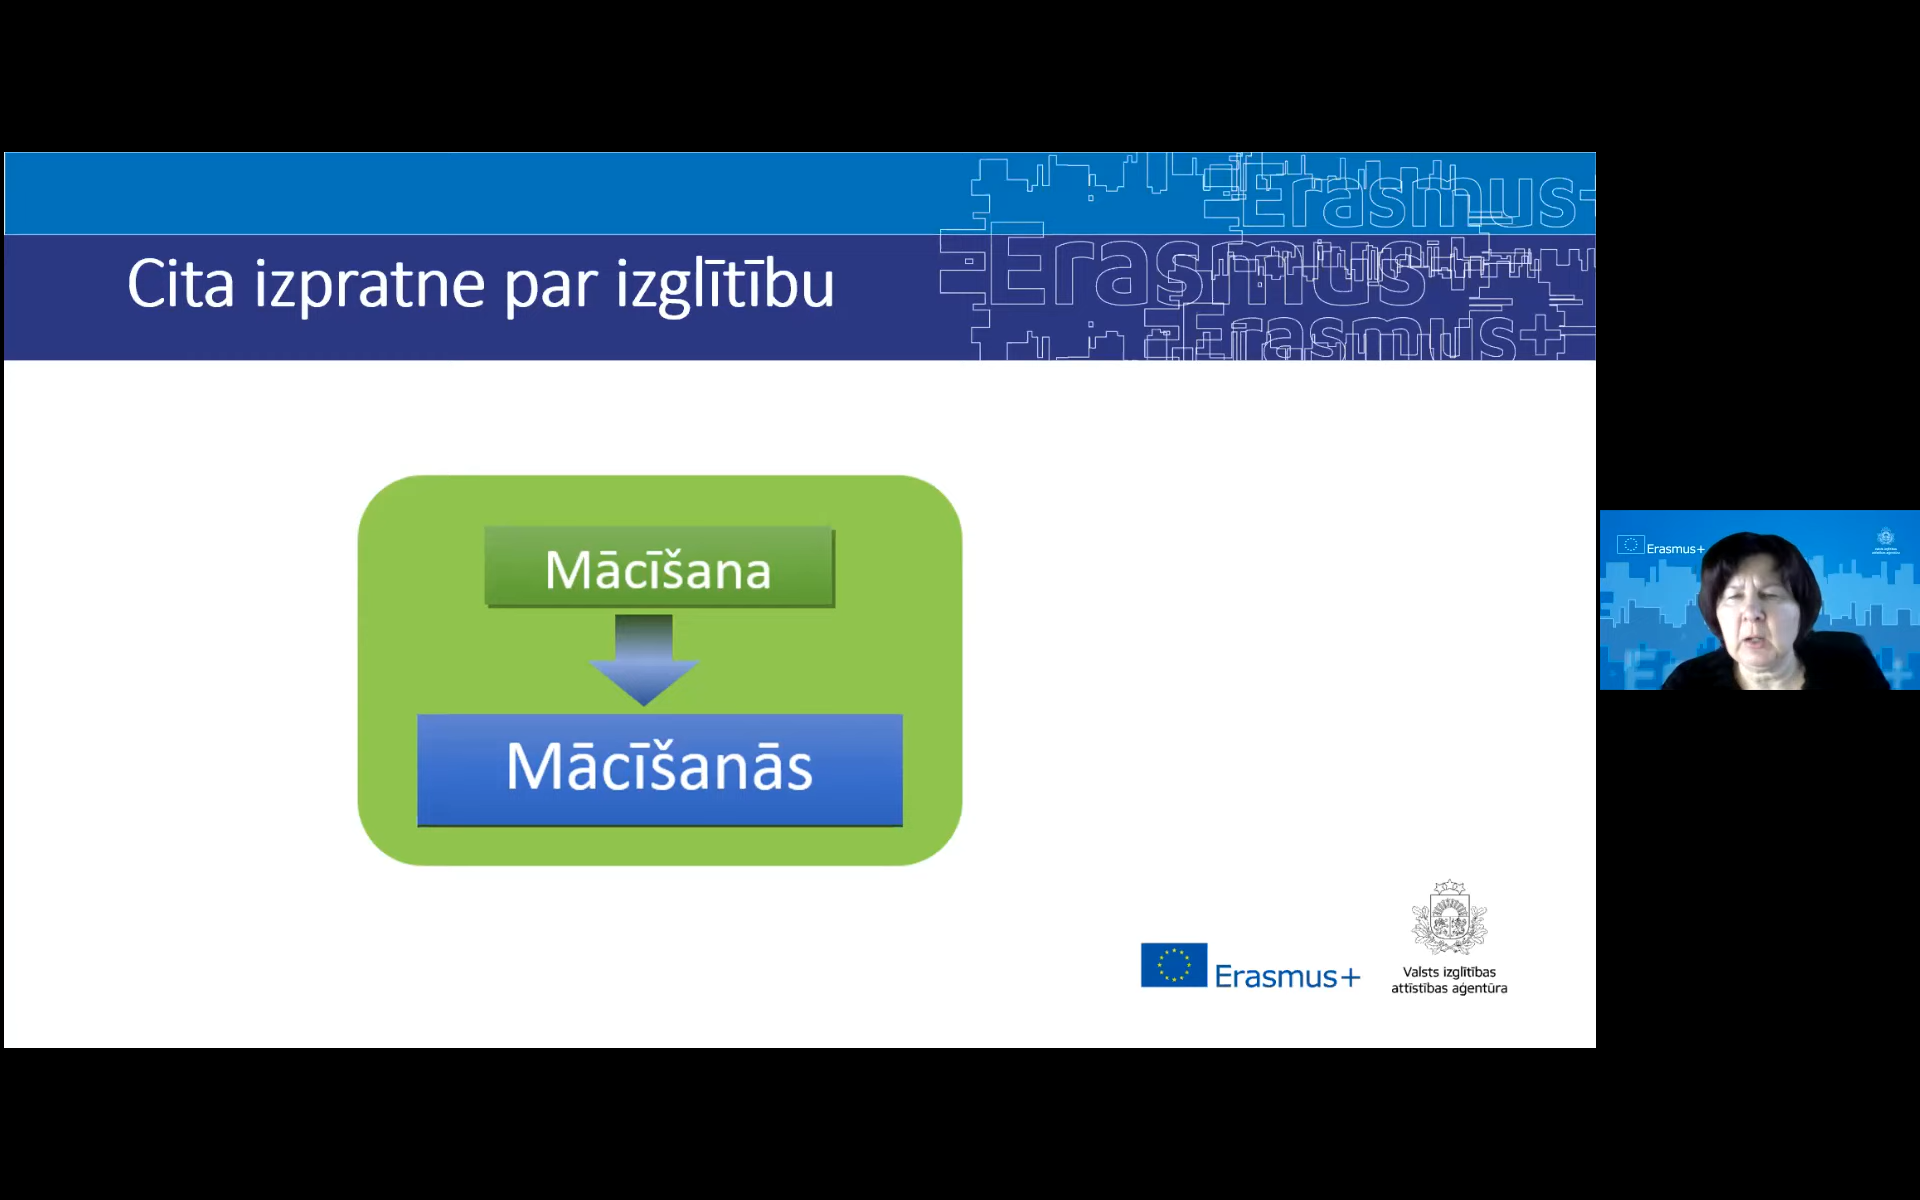 Erasmus+
Erasmus+
Erasmus+
Cita izpratne par izglītību
Mācīšana
Mācīšanās
Erasmus+
Valsts izglītības
attīstības aģentūra
Erasmus+